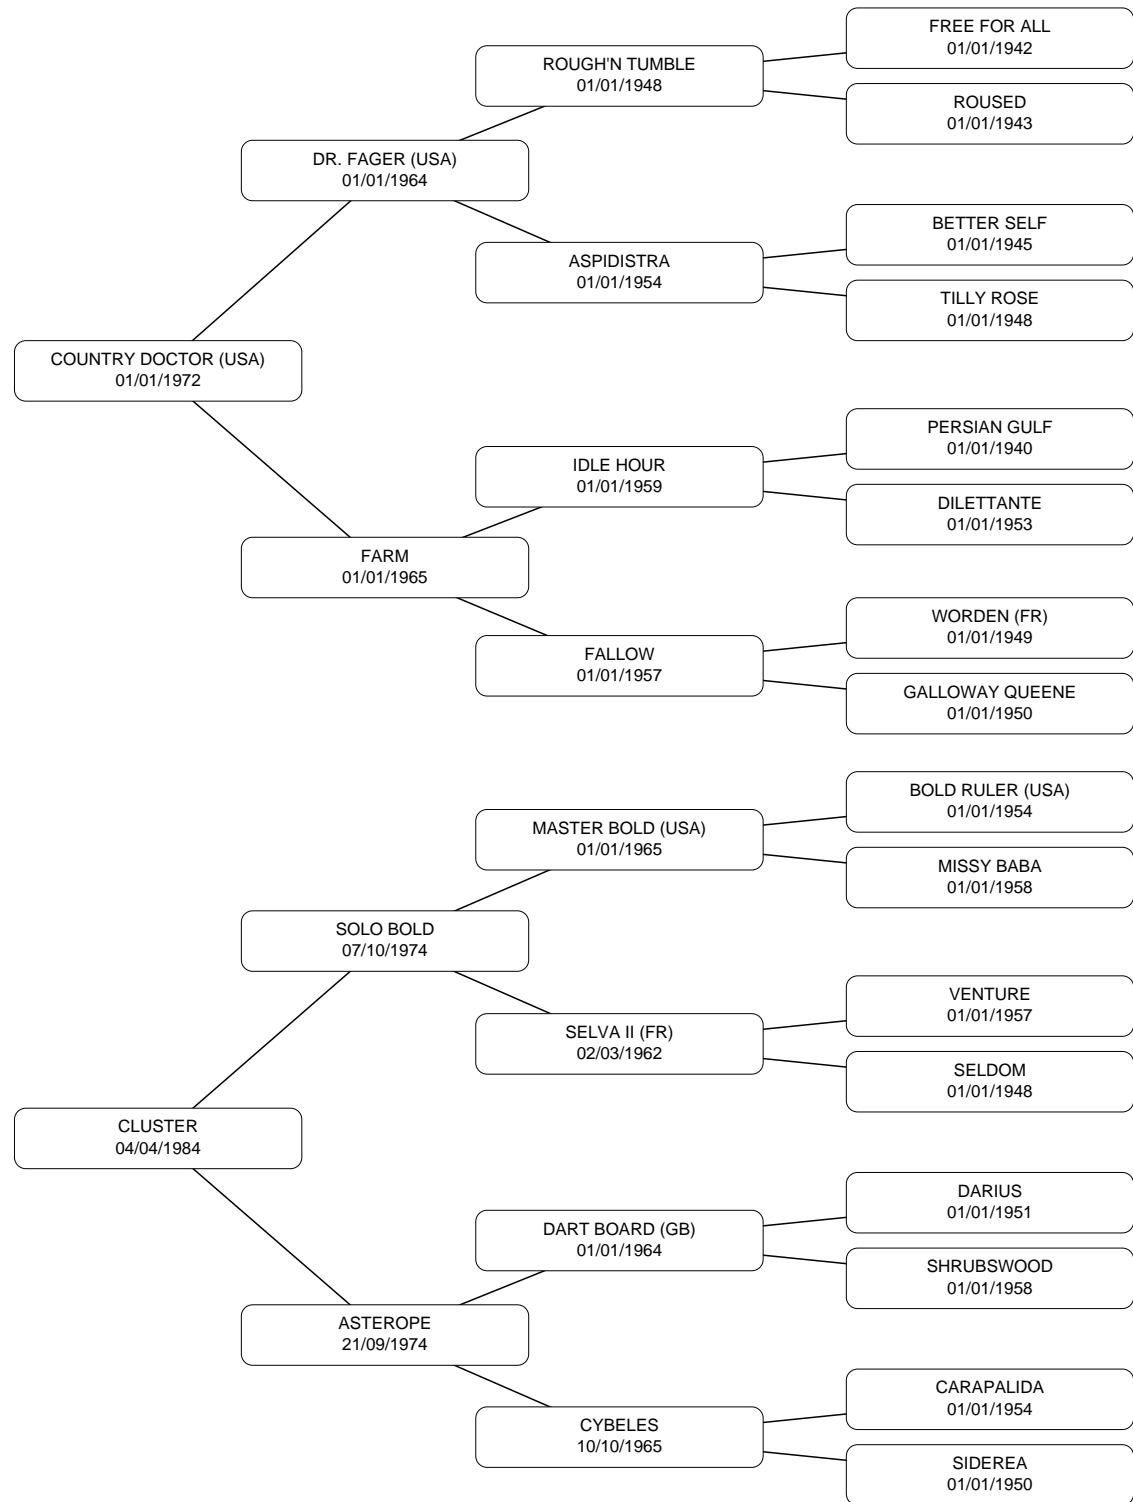 FREE FOR ALL
01/01/1942
ROUGH'N TUMBLE
01/01/1948
ROUSED
01/01/1943
DR. FAGER (USA)
01/01/1964
BETTER SELF
01/01/1945
ASPIDISTRA
01/01/1954
TILLY ROSE
01/01/1948
COUNTRY DOCTOR (USA)
01/01/1972
PERSIAN GULF
01/01/1940
IDLE HOUR
01/01/1959
DILETTANTE
01/01/1953
FARM
01/01/1965
WORDEN (FR)
01/01/1949
FALLOW
01/01/1957
GALLOWAY QUEENE
01/01/1950
BOLD RULER (USA)
01/01/1954
MASTER BOLD (USA)
01/01/1965
MISSY BABA
01/01/1958
SOLO BOLD
07/10/1974
VENTURE
01/01/1957
SELVA II (FR)
02/03/1962
SELDOM
01/01/1948
CLUSTER
04/04/1984
DARIUS
01/01/1951
DART BOARD (GB)
01/01/1964
SHRUBSWOOD
01/01/1958
ASTEROPE
21/09/1974
CARAPALIDA
01/01/1954
CYBELES
10/10/1965
SIDEREA
01/01/1950